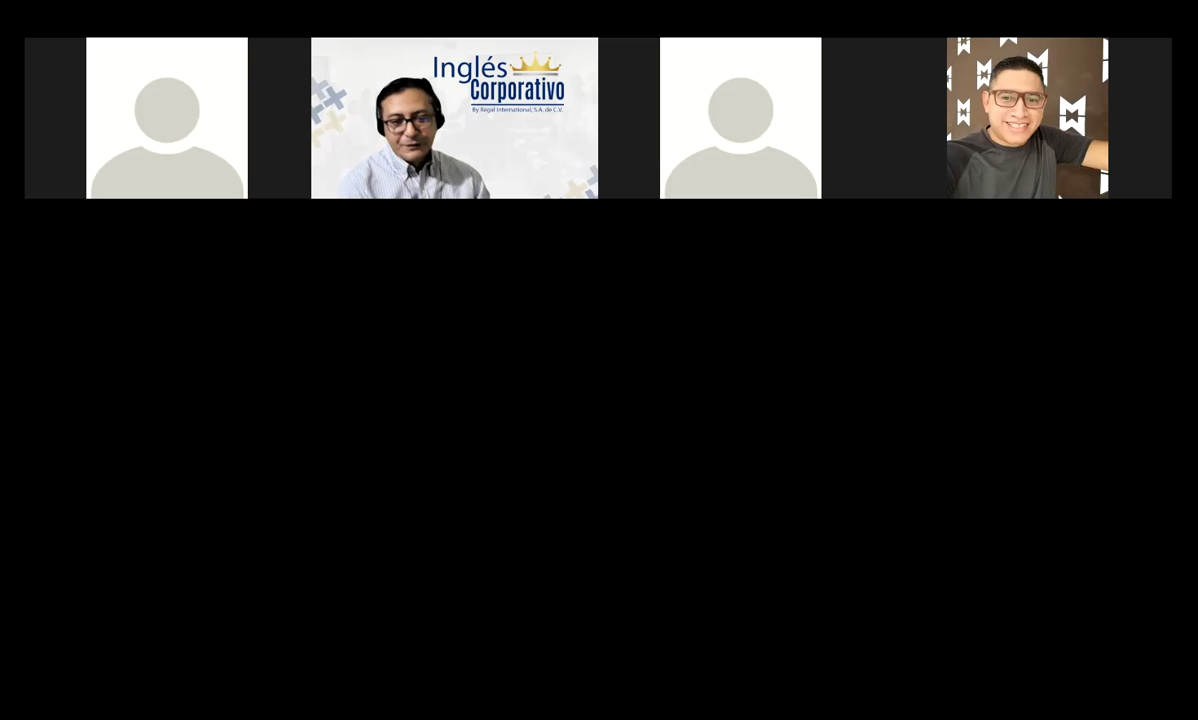 Inglés
Corporativo
By Regal International, S.A. de C.V.